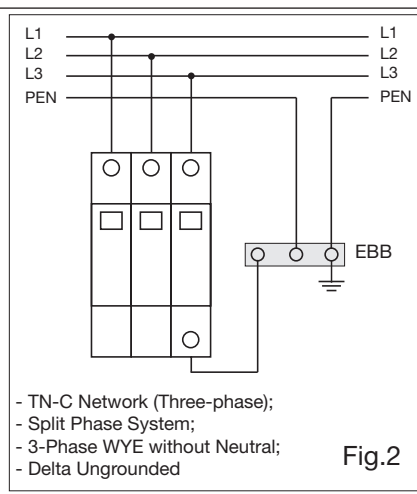 L1 L1
L2 L2
L3 L3
PEN PEN
EBB
- TN-C Network (Three-phase);
- Split Phase System;
- 3-Phase WYE without Neutral;
- Delta Ungrounded
Fig.2